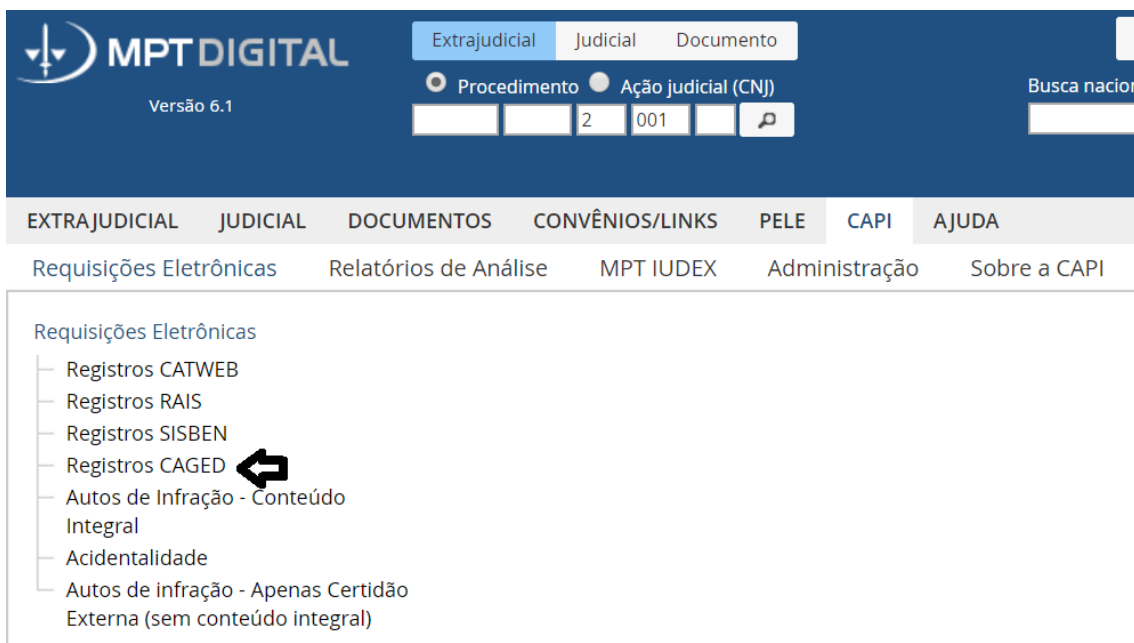 MPT DIGITAL
Versão 6.1
Extrajudicial Judicial Documento
Procedimento Ação judicial (CNJ)
2 001
Busca nacion
EXTRAJUDICIAL JUDICIAL DOCUMENTOS CONVÊNIOS/LINKS PELE CAPI AJUDA
Requisições Eletrônicas Relatórios de Análise MPT IUDEX Administração Sobre a CAPI
Requisições Eletrônicas
Registros CATWEB
Registros RAIS
Registros SISBEN
Registros CAGED
Autos de Infração - Conteúdo
Integral
Acidentalidade
Autos de infração - Apenas Certidão
Externa (sem conteúdo integral)